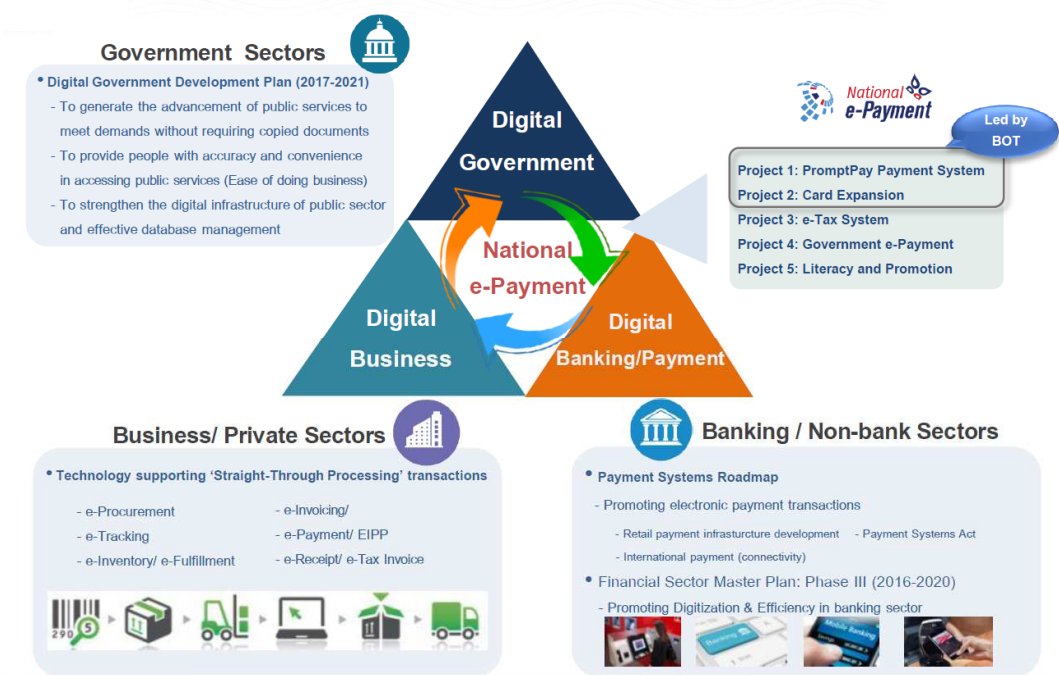 Government Sectors
• Digital Government Development Plan (2017-2021)
- To generate the advancement of public services to
meet demands without requiring copied documents
- To provide people with accuracy and convenience
in accessing public services (Ease of doing business)
- To strengthen the digital infrastructure of public sector
and effective database management
Digital
Government
National
e-Payment
Digital
Business
Digital
Banking/Payment
National
e-Payment
Led by
BOT
Project 1: PromptPay Payment System
Project 2: Card Expansion
Project 3: e-Tax System
Project 4: Government e-Payment
Project 5: Literacy and Promotion
Business/ Private Sectors
• Technology supporting ‘Straight-Through Processing’ transactions
- e-Procurement
- e-Tracking
- e-Inventory/ e-Fulfillment
- e-Invoicing/
- e-Payment/ EIPP
- e-Receipt/ e-Tax Invoice
290 5
Banking / Non-bank Sectors
• Payment Systems Roadmap
- Promoting electronic payment transactions
- Retail payment infrasturcture development - Payment Systems Act
- International payment (connectivity)
• Financial Sector Master Plan: Phase III (2016-2020)
- Promoting Digitization & Efficiency in banking sector
Banking
Mobile Banking